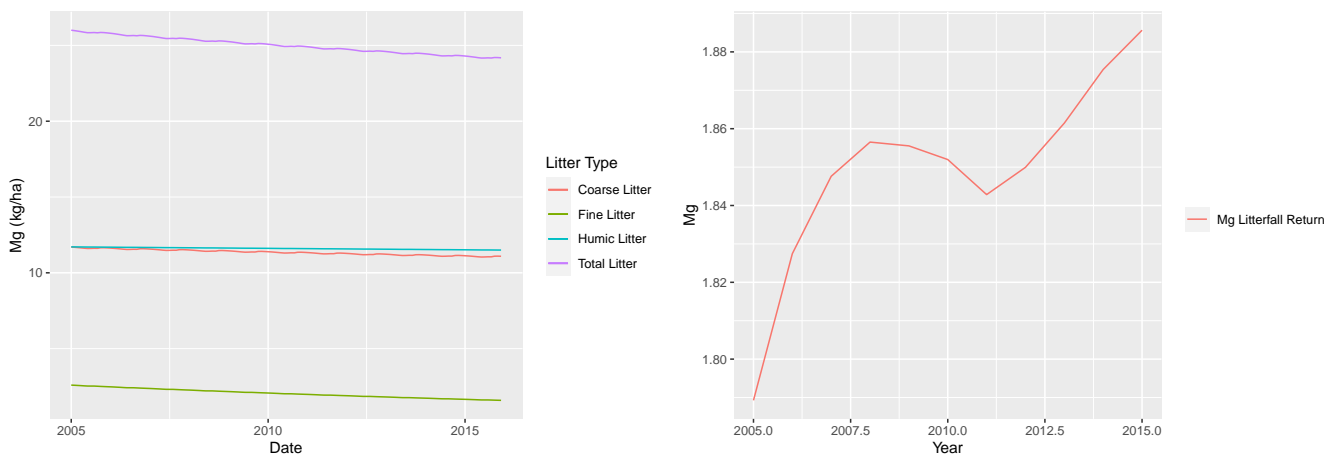 20
10
Mg (kg/ha)
2005
2010
2015
Date
Litter Type
Coarse Litter
Fine Litter
Humic Litter
Total Litter
1.88
1.86
1.84
1.82
1.80
Mg
2005.0
2007.5
2010.0
2012.5
2015.0
Year
Mg Litterfall Return